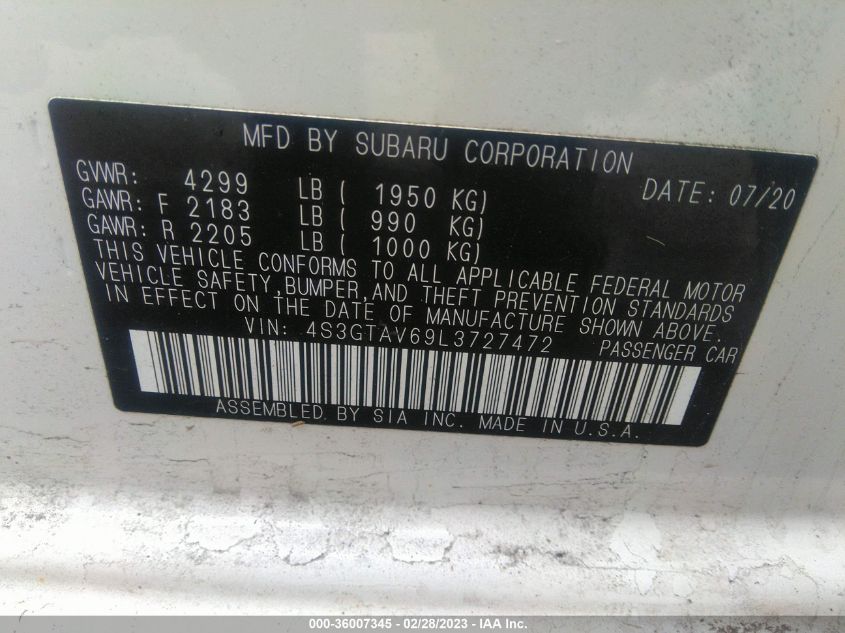 MFD BY SUBARU CORPORATION
GVWR: 4299 LB ( 1950 KG) DATE: 07/20
GAWR: F 2183 LB ( 990 KG)
GAWR: R 2205 LB ( 1000 KG)
THIS VEHICLE CONFORMS TO ALL APPLICABLE FEDERAL MOTOR
VEHICLE SAFETY,BUMPER,AND THEFT PREVENTION STANDARDS
IN EFFECT ON THE DATE OF MANUFACTURE SHOWN ABOVE.
VIN: 4S3GTAV69L3727472 PASSENGER CAR
ASSEMBLED BY SIA INC. MADE IN U.S.A.
000-36007345 - 02/28/2023 - IAA Inc.